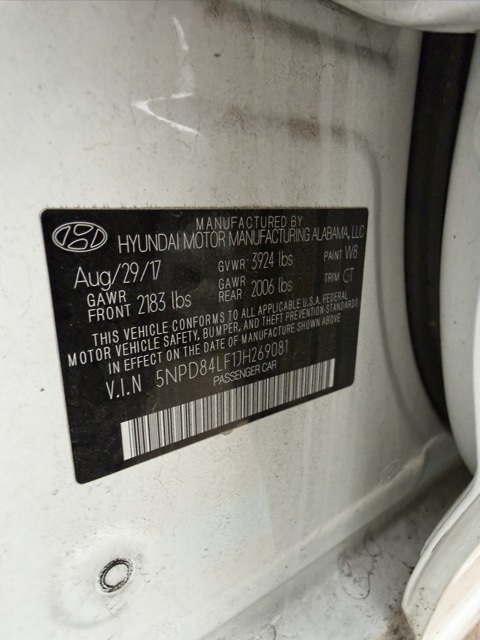 MANUFACTURED BY
HYUNDAI MOTOR MANUFACTURING ALABAMA, LLC
Aug/29/17 GVWR 3924 lbs PAINT W8
GAWR FRONT 2183 lbs GAWR REAR 2006 lbs TRIM CT
THIS VEHICLE CONFORMS TO ALL APPLICABLE U.S.A. FEDERAL
MOTOR VEHICLE SAFETY, BUMPER, AND THEFT PREVENTION STANDARDS
IN EFFECT ON THE DATE OF MANUFACTURE SHOWN ABOVE.
V.I.N 5NPD84LF1JH269081
PASSENGER CAR